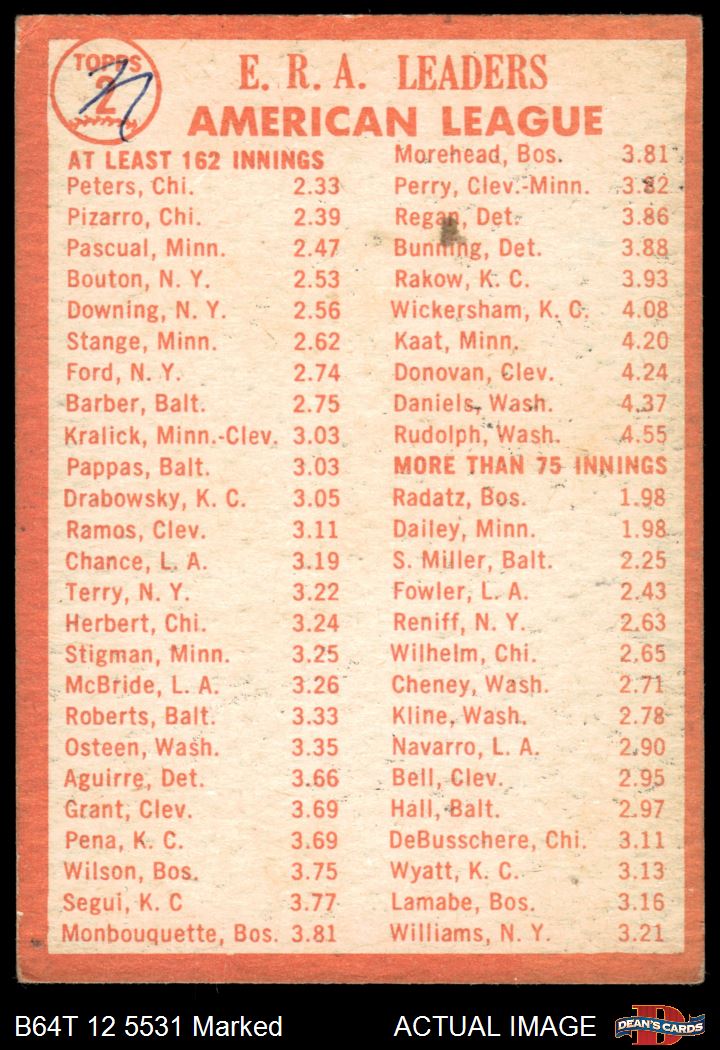 TOPPS
2
E. R. A. LEADERS
AMERICAN LEAGUE
AT LEAST 162 INNINGS
Peters, Chi. 2.33
Pizarro, Chi. 2.39
Pascual, Minn. 2.47
Bouton, N. Y. 2.53
Downing, N. Y. 2.56
Stange, Minn. 2.62
Ford, N. Y. 2.74
Barber, Balt. 2.75
Kralick, Minn.-Clev. 3.03
Pappas, Balt. 3.03
Drabowsky, K. C. 3.05
Ramos, Clev. 3.11
Chance, L. A. 3.19
Terry, N. Y. 3.22
Herbert, Chi. 3.24
Stigman, Minn. 3.25
McBride, L. A. 3.26
Roberts, Balt. 3.33
Osteen, Wash. 3.35
Aguirre, Det. 3.66
Grant, Clev. 3.69
Pena, K. C. 3.69
Wilson, Bos. 3.75
Segui, K. C 3.77
Monbouquette, Bos. 3.81
Morehead, Bos. 3.81
Perry, Clev.-Minn. 3.82
Regan, Det. 3.86
Bunning, Det. 3.88
Rakow, K. C. 3.93
Wickersham, K. C. 4.08
Kaat, Minn. 4.20
Donovan, Clev. 4.24
Daniels, Wash. 4.37
Rudolph, Wash. 4.55
MORE THAN 75 INNINGS
Radatz, Bos. 1.98
Dailey, Minn. 1.98
S. Miller, Balt. 2.25
Fowler, L. A. 2.43
Reniff, N. Y. 2.63
Wilhelm, Chi. 2.65
Cheney, Wash. 2.71
Kline, Wash. 2.78
Navarro, L. A. 2.90
Bell, Clev. 2.95
Hall, Balt. 2.97
DeBusschere, Chi. 3.11
Wyatt, K. C. 3.13
Lamabe, Bos. 3.16
Williams, N. Y. 3.21
B64T 12 5531 Marked
ACTUAL IMAGE
D
DEAN'S CARDS